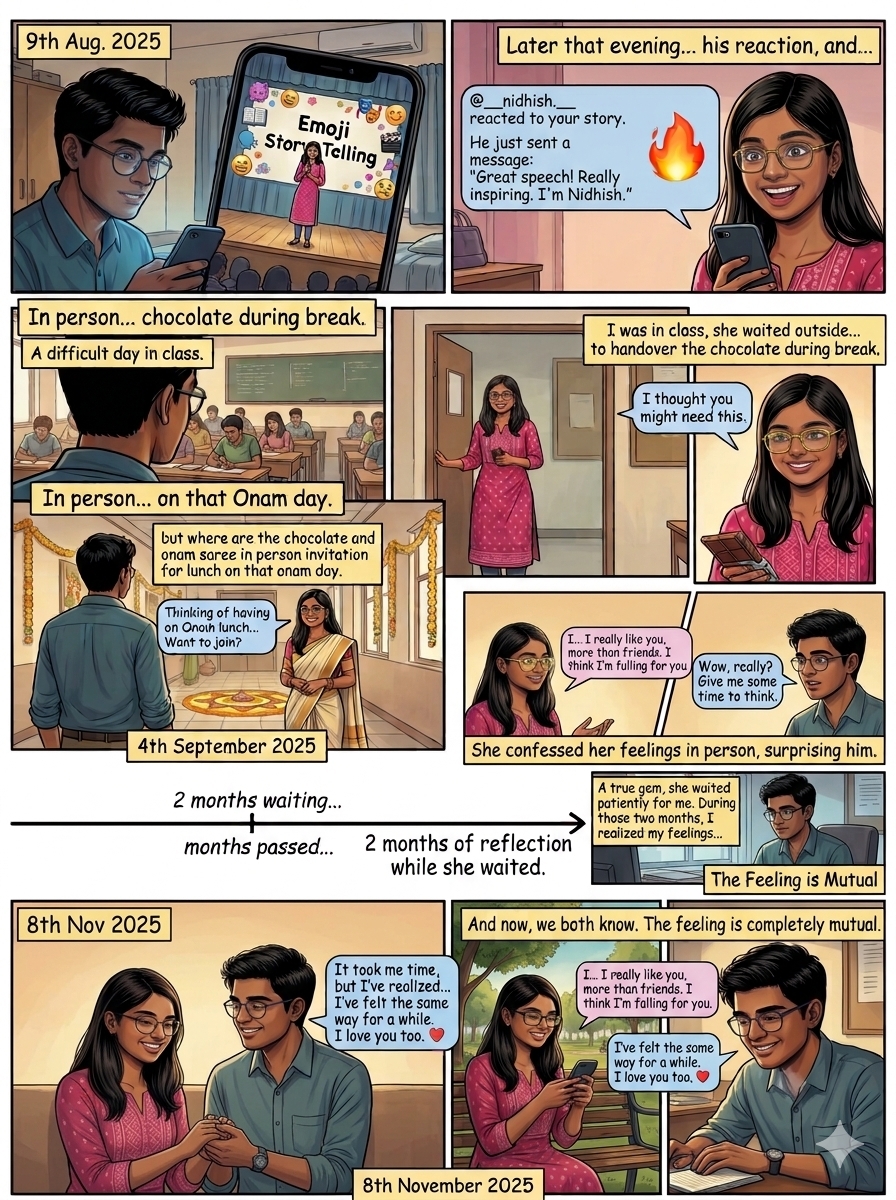 9th Aug. 2025
Emoji
Story Telling
Later that evening... his reaction, and...
@__nidhish.__
reacted to your story.
He just sent a
message:
"Great speech! Really
inspiring. I'm Nidhish."
In person... chocolate during break.
A difficult day in class.
I was in class, she waited outside...
to handover the chocolate during break.
I thought you
might need this.
In person... on that Onam day.
but where are the chocolate and
onam saree in person invitation
for lunch on that onam day.
Thinking of having
on Onoh lunch...
Want to join?
4th September 2025
I... I really like you,
more than friends. I
think I'm fulling for you
Wow, really?
Give me some
time to think.
She confessed her feelings in person, surprising him.
2 months waiting...
months passed...
2 months of reflection
while she waited.
A true gem, she waited
patiently for me. During
those two months, I
realized my feelings...
The Feeling is Mutual
8th Nov 2025
It took me time,
but I've realized...
I've felt the same
way for a while.
I love you too. ❤️
8th November 2025
And now, we both know. The feeling is completely mutual.
I... I really like you,
more than friends. I
think I'm falling for you.
I've felt the same
way for a while.
I love you too. ❤️